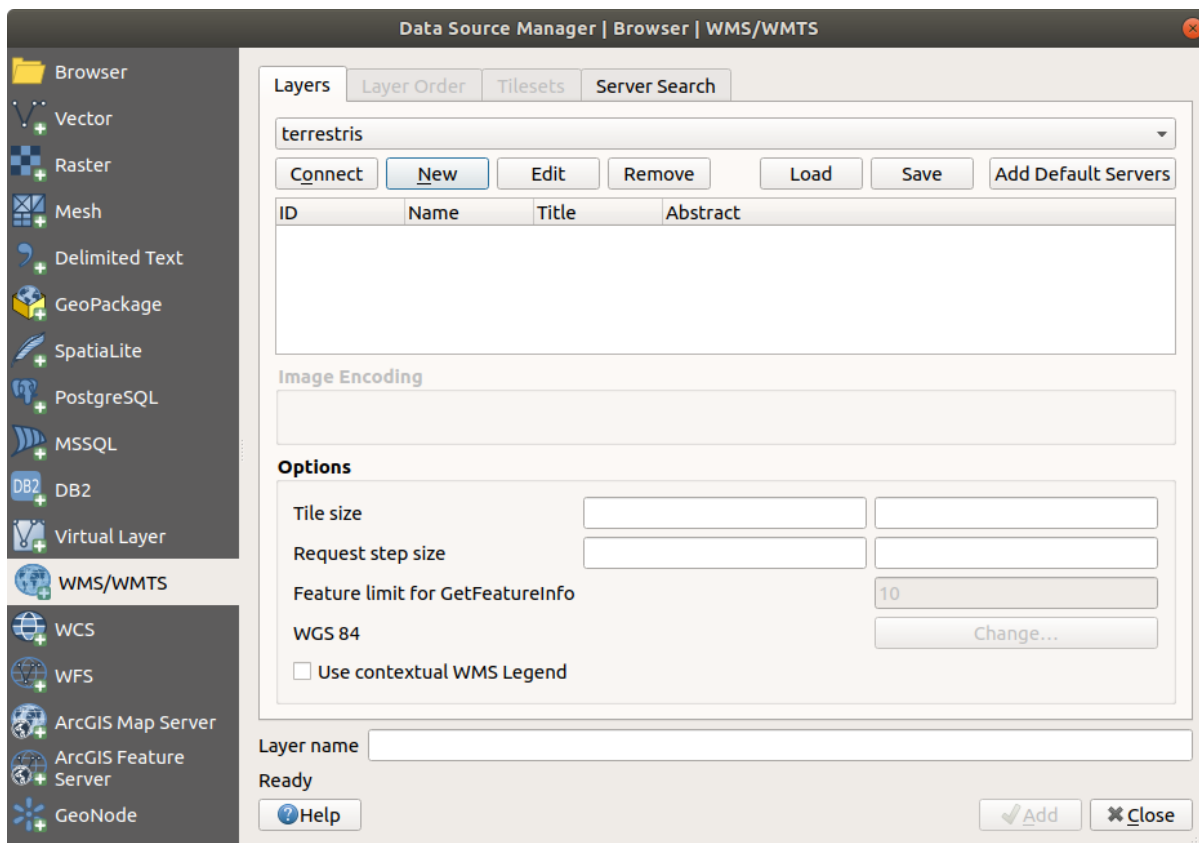 Data Source Manager | Browser | WMS/WMTS
Browser
Vector
Raster
Mesh
Delimited Text
GeoPackage
SpatiaLite
PostgreSQL
MSSQL
DB2 DB2
Virtual Layer
WMS/WMTS
WCS
WFS
ArcGIS Map Server
ArcGIS Feature
Server
GeoNode
Layers Layer Order Tilesets Server Search
terrestris
Connect New Edit Remove Load Save Add Default Servers
ID Name Title Abstract
Image Encoding
Options
Tile size
Request step size
Feature limit for GetFeatureInfo 10
WGS 84 Change...
Use contextual WMS Legend
Layer name
Ready
Help Add Close